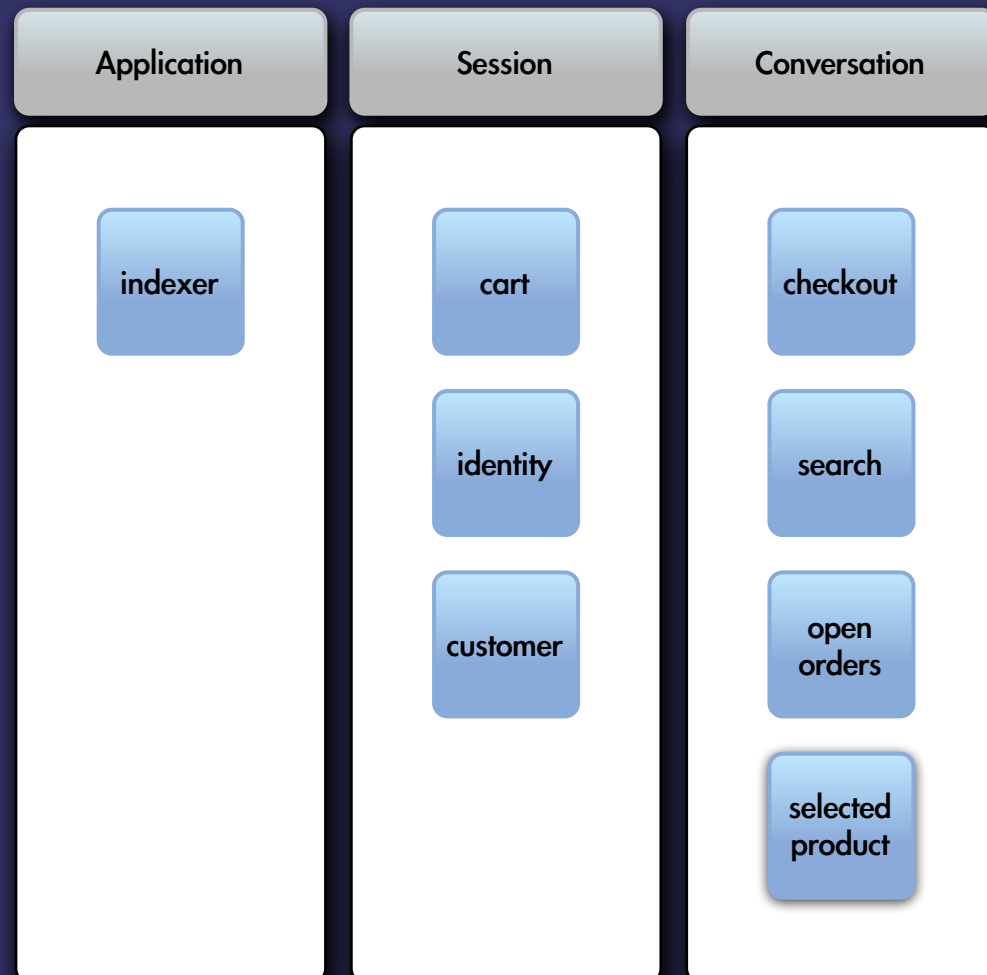 Application
Session
Conversation
indexer
cart
checkout
identity
search
customer
open
orders
selected
product